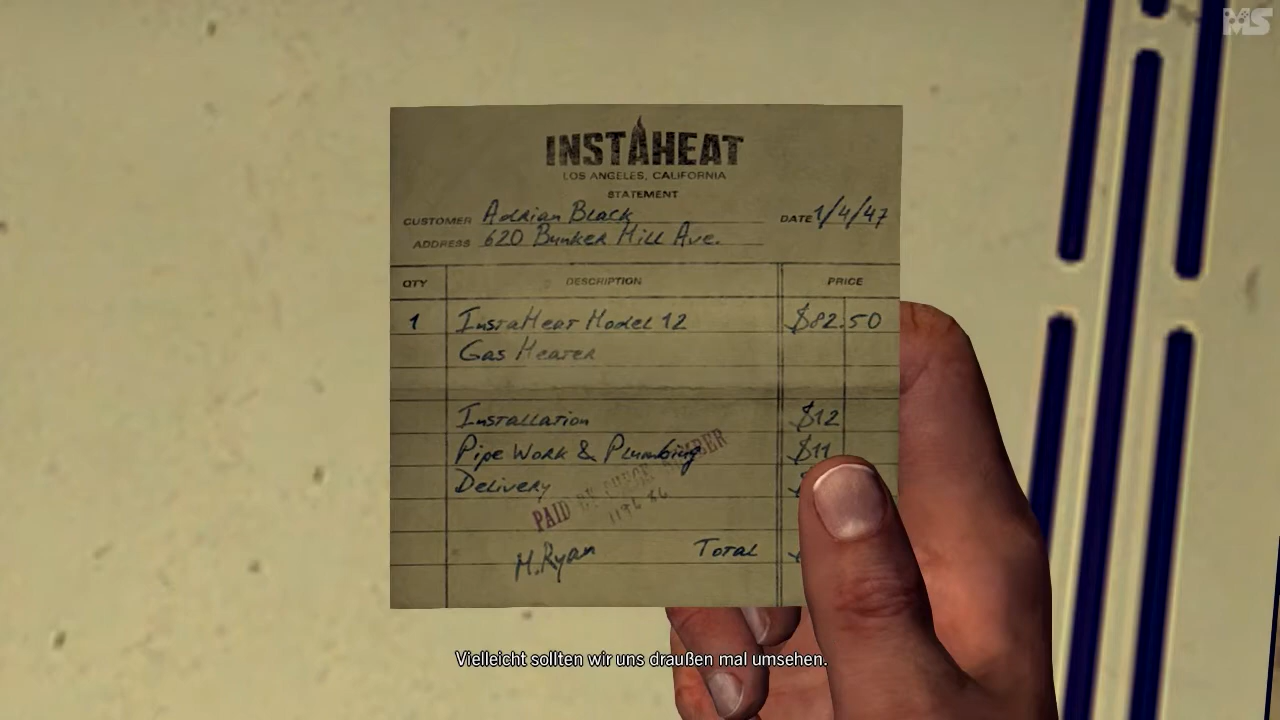 MS
INSTAHEAT
LOS ANGELES, CALIFORNIA
STATEMENT
CUSTOMER Adrian Black DATE 1/4/47
ADDRESS 620 Bunker Hill Ave.
QTY DESCRIPTION PRICE
1 InstaHeat Model 12 $82.50
Gas Heater
Installation $12
Pipe Work & Plumbing $11
Delivery
PAID BY
M. Ryan Total
Vielleicht sollten wir uns draußen mal umsehen.